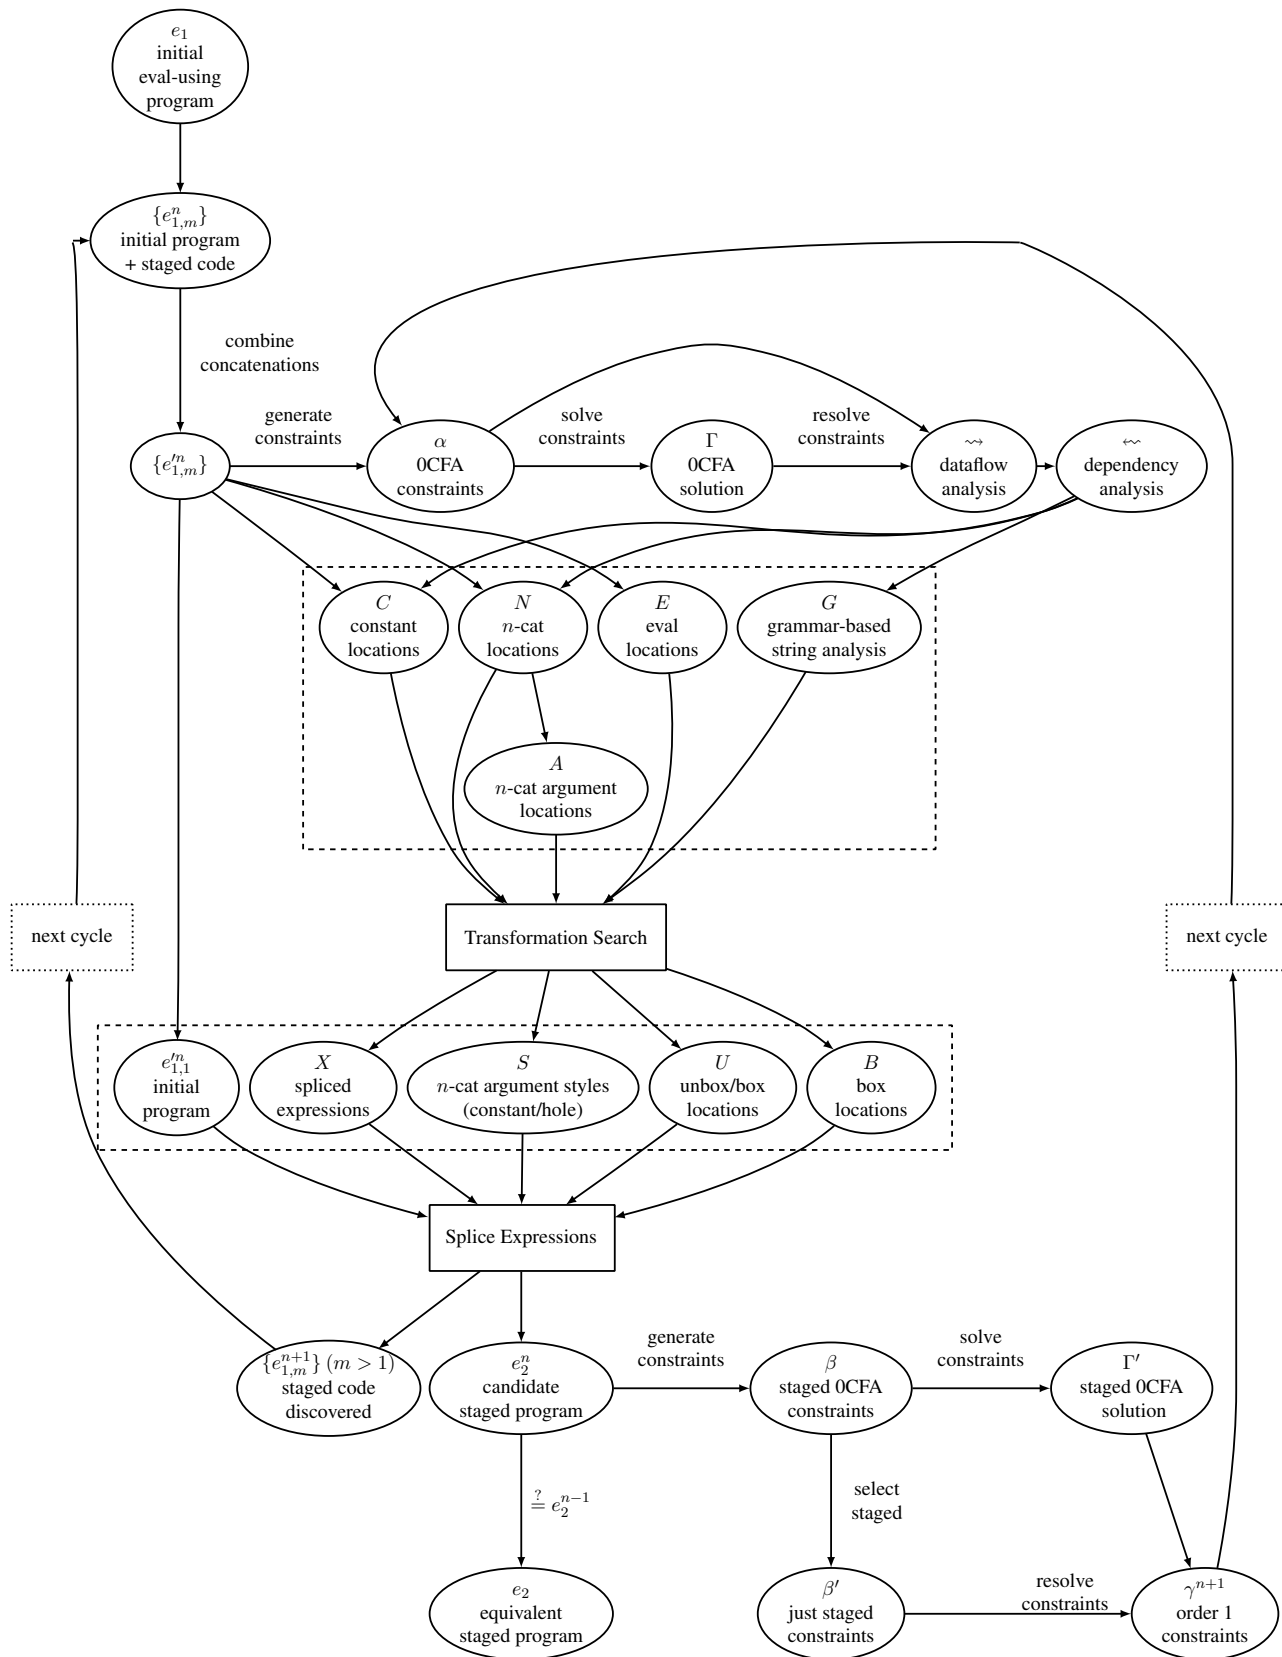 e_1
initial
eval-using
program
{e^n_{1,m}}
initial program
+ staged code
combine
concatenations
{e'^n_{1,m}}
generate
constraints
α
0CFA
constraints
solve
constraints
Γ
0CFA
solution
resolve
constraints
⇝
dataflow
analysis
⇜
dependency
analysis
C
constant
locations
N
n-cat
locations
E
eval
locations
G
grammar-based
string analysis
A
n-cat argument
locations
next cycle
Transformation Search
next cycle
e'^n_{1,1}
initial
program
X
spliced
expressions
S
n-cat argument styles
(constant/hole)
U
unbox/box
locations
B
box
locations
Splice Expressions
{e^{n+1}_{1,m}} (m > 1)
staged code
discovered
e^n_2
candidate
staged program
generate
constraints
β
staged 0CFA
constraints
solve
constraints
Γ′
staged 0CFA
solution
≟ e^{n−1}_2
select
staged
e_2
equivalent
staged program
β′
just staged
constraints
resolve
constraints
γ^{n+1}
order 1
constraints